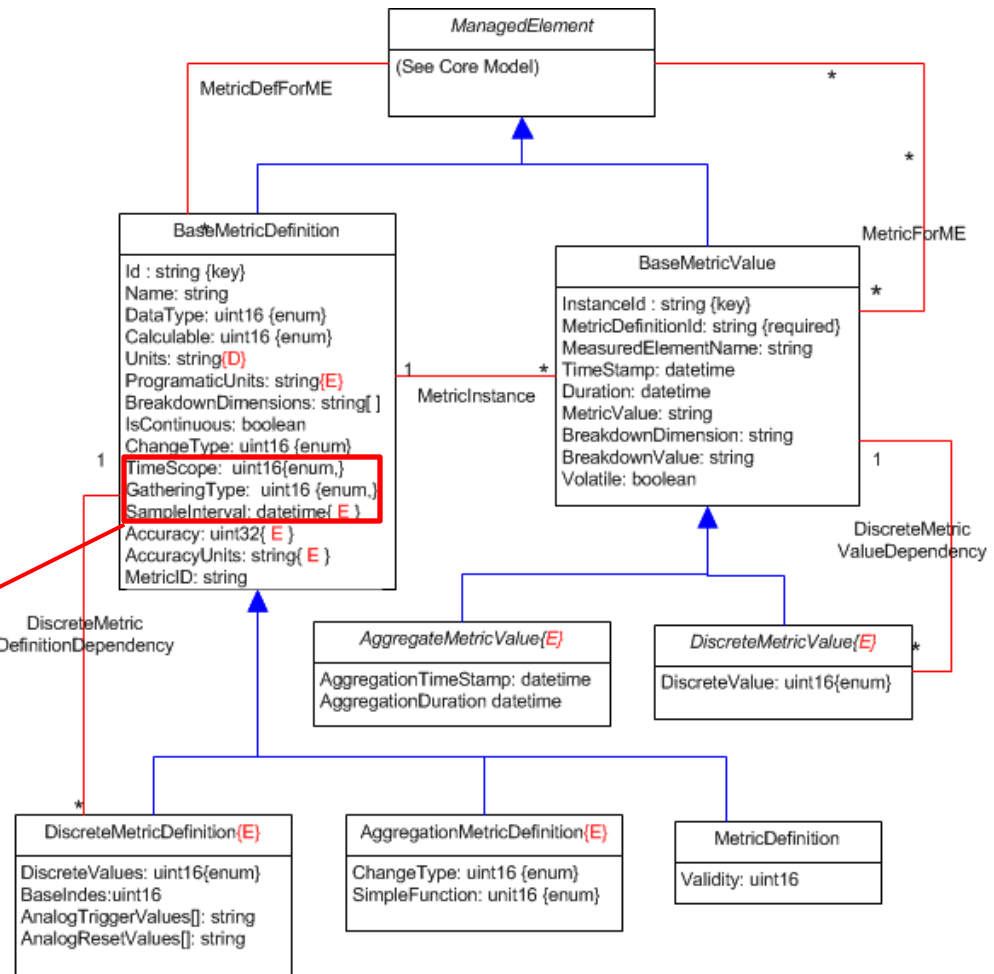 ManagedElement
(See Core Model)
MetricDefForME
*
*
MetricForME
*
BaseMetricDefinition
*
Id : string {key}
Name: string
DataType: uint16 {enum}
Calculable: uint16 {enum}
Units: string{D}
ProgramaticUnits: string{E}
BreakdownDimensions: string[ ]
IsContinuous: boolean
ChangeType: uint16 {enum}
TimeScope: uint16{enum,}
GatheringType: uint16 {enum,}
SampleInterval: datetime{ E }
Accuracy: uint32{ E }
AccuracyUnits: string{ E }
MetricID: string
1
*
MetricInstance
BaseMetricValue
InstanceId : string {key}
MetricDefinitionId: string {required}
MeasuredElementName: string
TimeStamp: datetime
Duration: datetime
MetricValue: string
BreakdownDimension: string
BreakdownValue: string
Volatile: boolean
1
1
DiscreteMetric
ValueDependency
*
DiscreteMetric
DefinitionDependency
*
AggregateMetricValue{E}
AggregationTimeStamp: datetime
AggregationDuration datetime
DiscreteMetricValue{E}
DiscreteValue: uint16{enum}
DiscreteMetricDefinition{E}
DiscreteValues: uint16{enum}
BaseIndes:uint16
AnalogTriggerValues[]: string
AnalogResetValues[]: string
AggregationMetricDefinition{E}
ChangeType: uint16 {enum}
SimpleFunction: unit16 {enum}
MetricDefinition
Validity: uint16